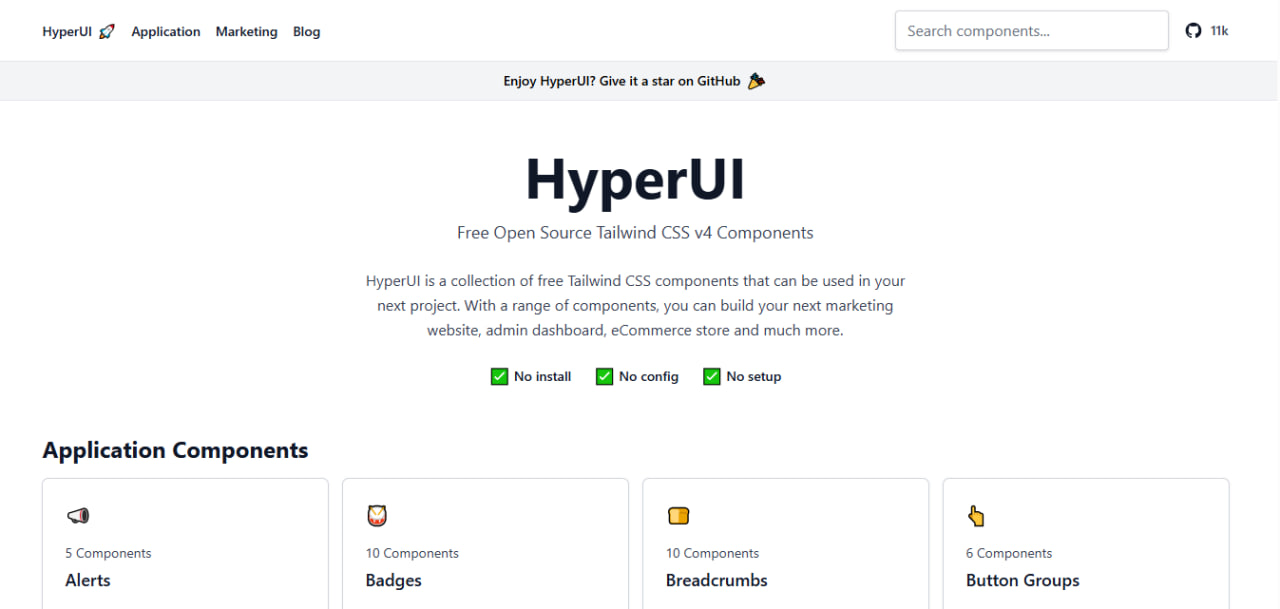 HyperUI Application Marketing Blog Search components... 11k
Enjoy HyperUI? Give it a star on GitHub
HyperUI
Free Open Source Tailwind CSS v4 Components
HyperUI is a collection of free Tailwind CSS components that can be used in your
next project. With a range of components, you can build your next marketing
website, admin dashboard, eCommerce store and much more.
No install No config No setup
Application Components
5 Components
Alerts
10 Components
Badges
10 Components
Breadcrumbs
6 Components
Button Groups